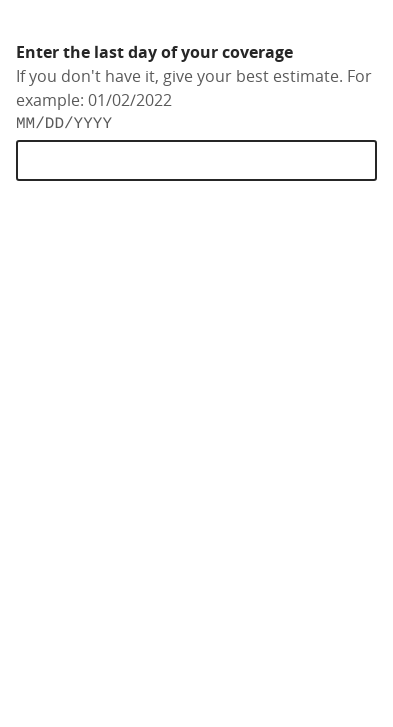 Enter the last day of your coverage
If you don't have it, give your best estimate. For
example: 01/02/2022
MM/DD/YYYY